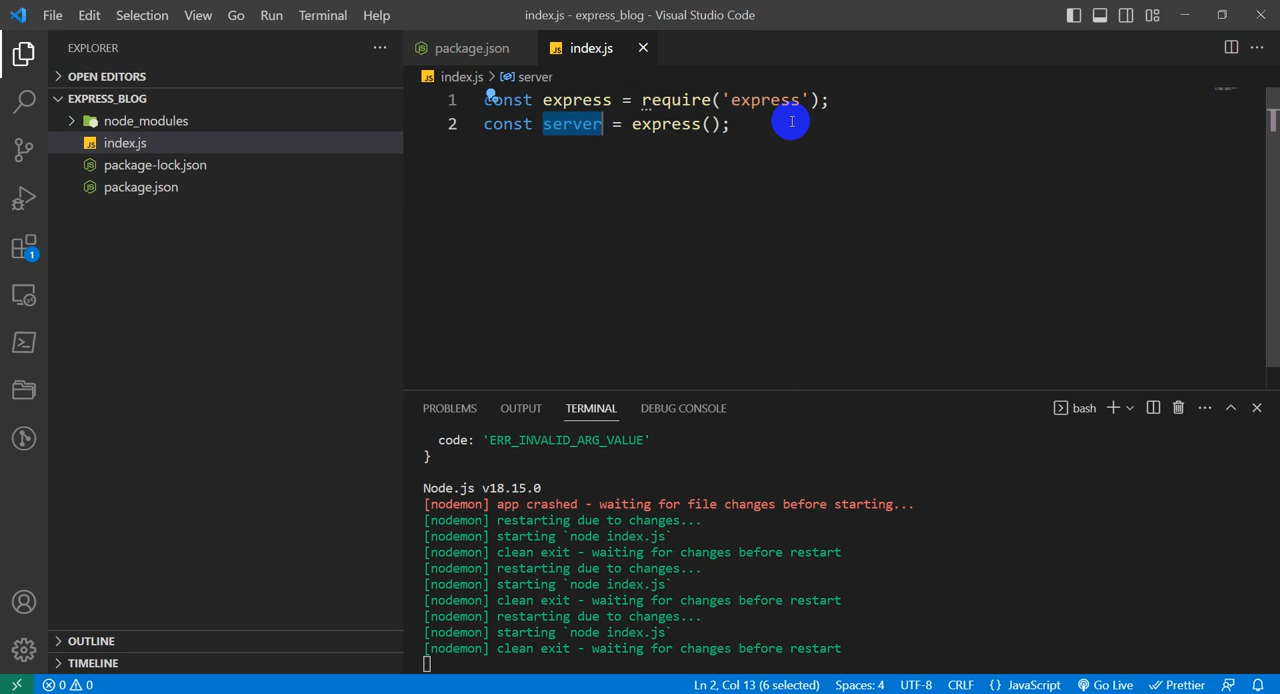 File Edit Selection View Go Run Terminal Help
index.js - express_blog - Visual Studio Code
EXPLORER
OPEN EDITORS
EXPRESS_BLOG
node_modules
JS index.js
package-lock.json
package.json
OUTLINE
TIMELINE
1
package.json
JS index.js
JS index.js > server
1 const express = require('express');
2 const server = express();
PROBLEMS OUTPUT TERMINAL DEBUG CONSOLE
bash
code: 'ERR_INVALID_ARG_VALUE'
}
Node.js v18.15.0
[nodemon] app crashed - waiting for file changes before starting...
[nodemon] restarting due to changes...
[nodemon] starting `node index.js`
[nodemon] clean exit - waiting for changes before restart
[nodemon] restarting due to changes...
[nodemon] starting `node index.js`
[nodemon] clean exit - waiting for changes before restart
[nodemon] restarting due to changes...
[nodemon] starting `node index.js`
[nodemon] clean exit - waiting for changes before restart
0 0 Ln 2, Col 13 (6 selected) Spaces: 4 UTF-8 CRLF {} JavaScript Go Live Prettier